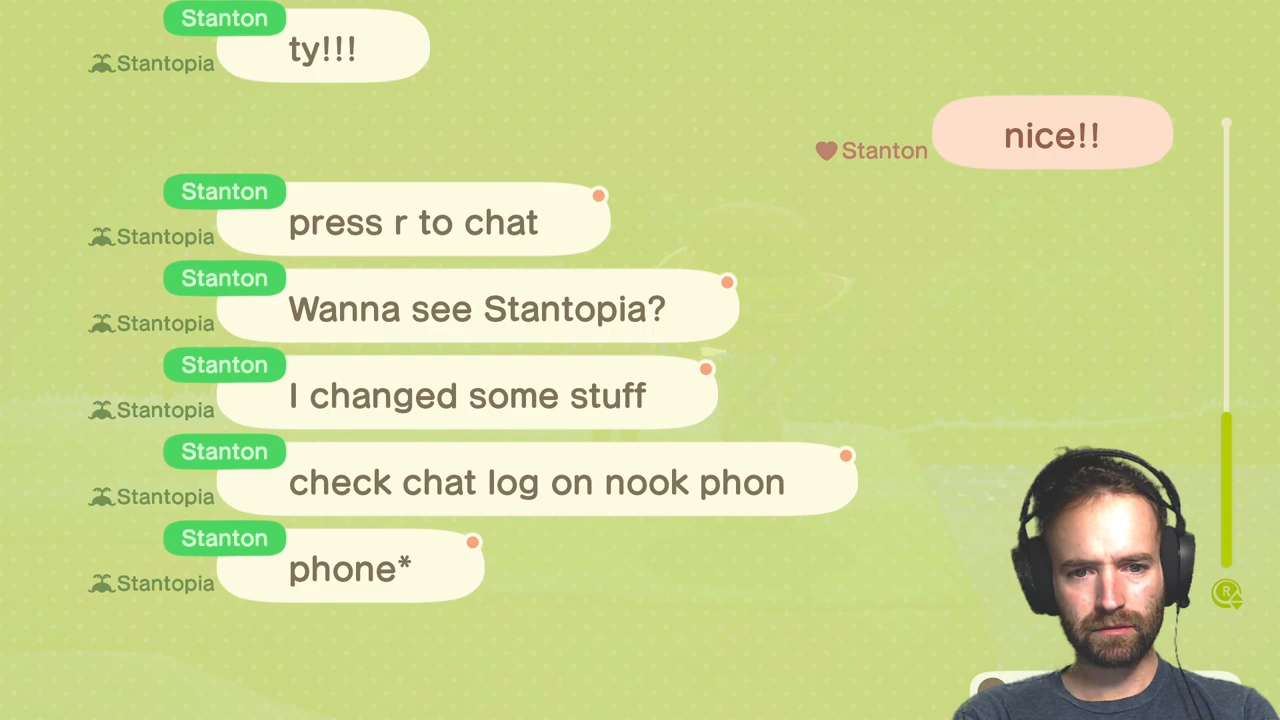 Stanton
ty!!!
Stantopia
nice!!
Stanton
Stanton
press r to chat
Stantopia
Stanton
Wanna see Stantopia?
Stantopia
Stanton
I changed some stuff
Stantopia
Stanton
check chat log on nook phon
Stantopia
Stanton
phone*
Stantopia
R